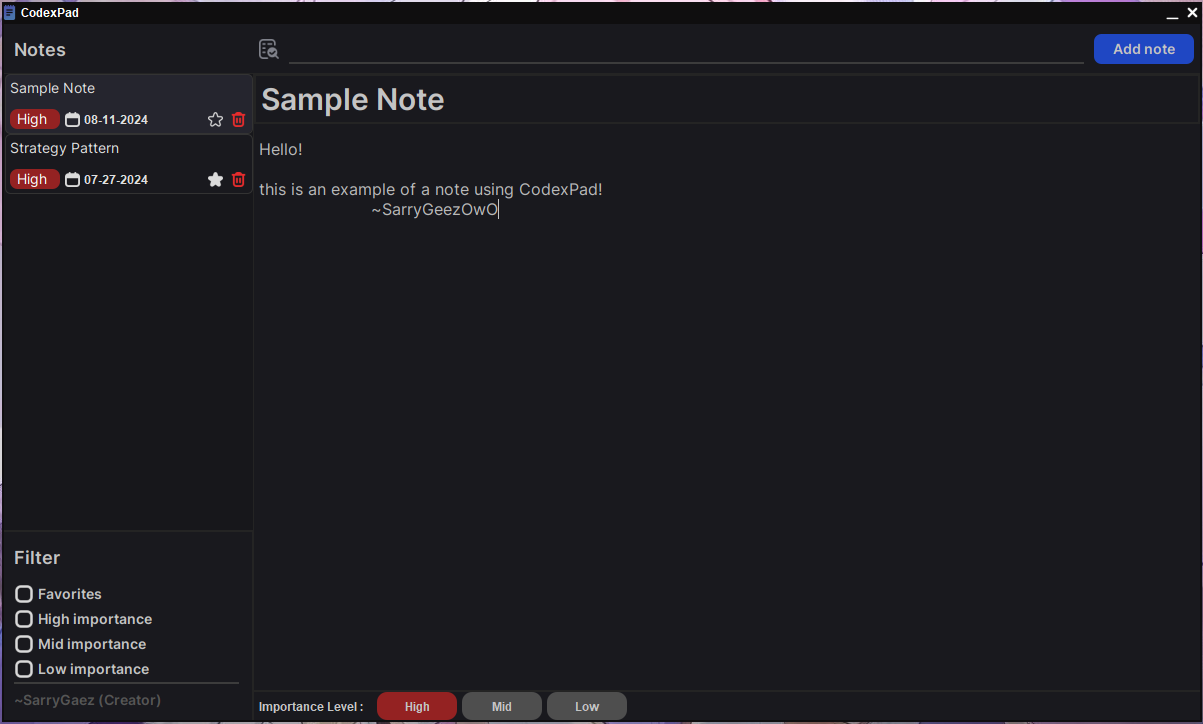 CodexPad
Notes
Add note
Sample Note
High 08-11-2024
Strategy Pattern
High 07-27-2024
Sample Note
Hello!
this is an example of a note using CodexPad!
~SarryGeezOwO
Filter
Favorites
High importance
Mid importance
Low importance
~SarryGaez (Creator)
Importance Level : High Mid Low